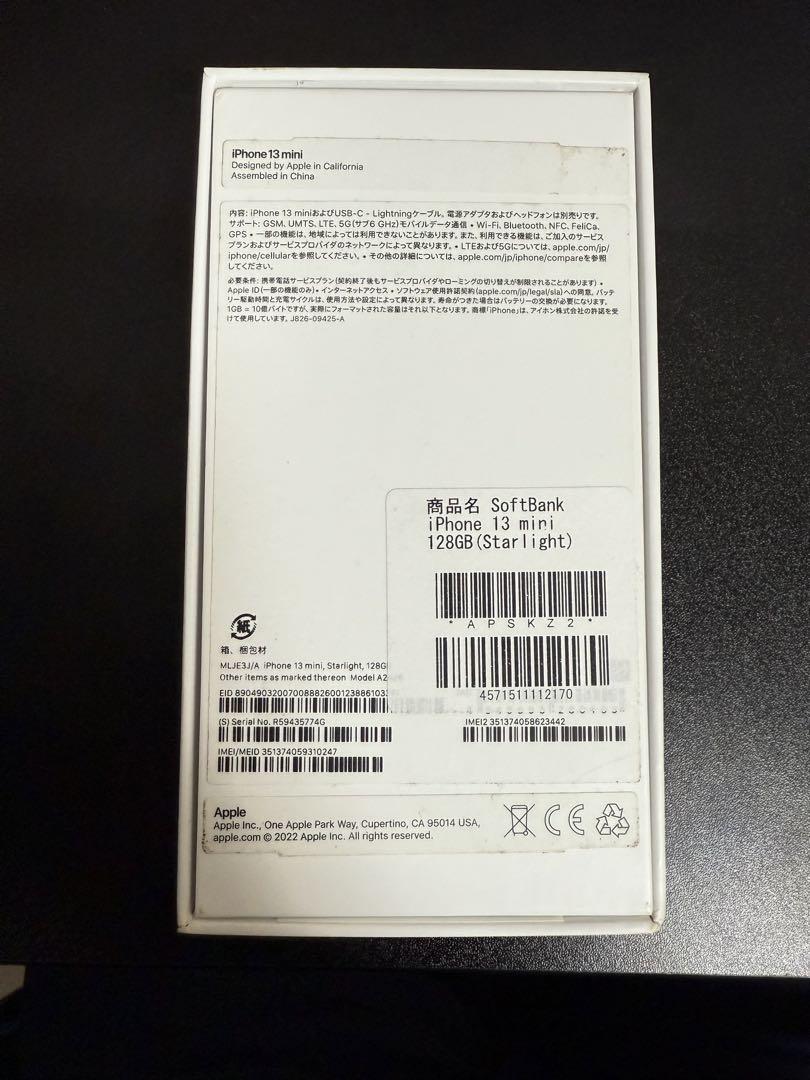 iPhone 13 mini
Designed by Apple in California
Assembled in China
内容: iPhone 13 miniおよびUSB-C - Lightningケーブル。電源アダプタおよびヘッドフォンは別売りです。
サポート: GSM, UMTS, LTE, 5G(サブ6 GHz)モバイルデータ通信 • Wi-Fi, Bluetooth, NFC, FeliCa,
GPS • 一部の機能は、地域によっては利用できないことがあります。また、利用できる機能は、ご加入のサービス
プランおよびサービスプロバイダのネットワークによって異なります。• LTEおよび5Gについては、apple.com/jp/
iphone/cellularを参照してください。• その他の詳細については、apple.com/jp/iphone/compareを参照
してください。
必要条件: 携帯電話サービスプラン(契約終了後もサービスプロバイダやローミングの切り替えが制限されることがあります) •
Apple ID(一部の機能のみ) • インターネットアクセス • ソフトウェア使用許諾契約(apple.com/jp/legal/sla)への同意。バッテ
リー駆動時間と充電サイクルは、使用方法や設定によって異なります。寿命がつきた場合はバッテリーの交換が必要になります。
1GB = 10億バイトですが、実際にフォーマットされた容量はそれ以下となります。商標「iPhone」は、アイホン株式会社の許諾を受
けて使用しています。J826-09425-A
商品名 SoftBank
iPhone 13 mini
128GB(Starlight)
*APSKZ2*
4571511112170
紙
箱、梱包材
MLJE3J/A iPhone 13 mini, Starlight, 128G
Other items as marked thereon Model A2
EID 8904903200700888260012386103
(S) Serial No. R59435774G
IMEI2 351374058623442
IMEI/MEID 351374059310247
Apple
Apple Inc., One Apple Park Way, Cupertino, CA 95014 USA,
apple.com © 2022 Apple Inc. All rights reserved.